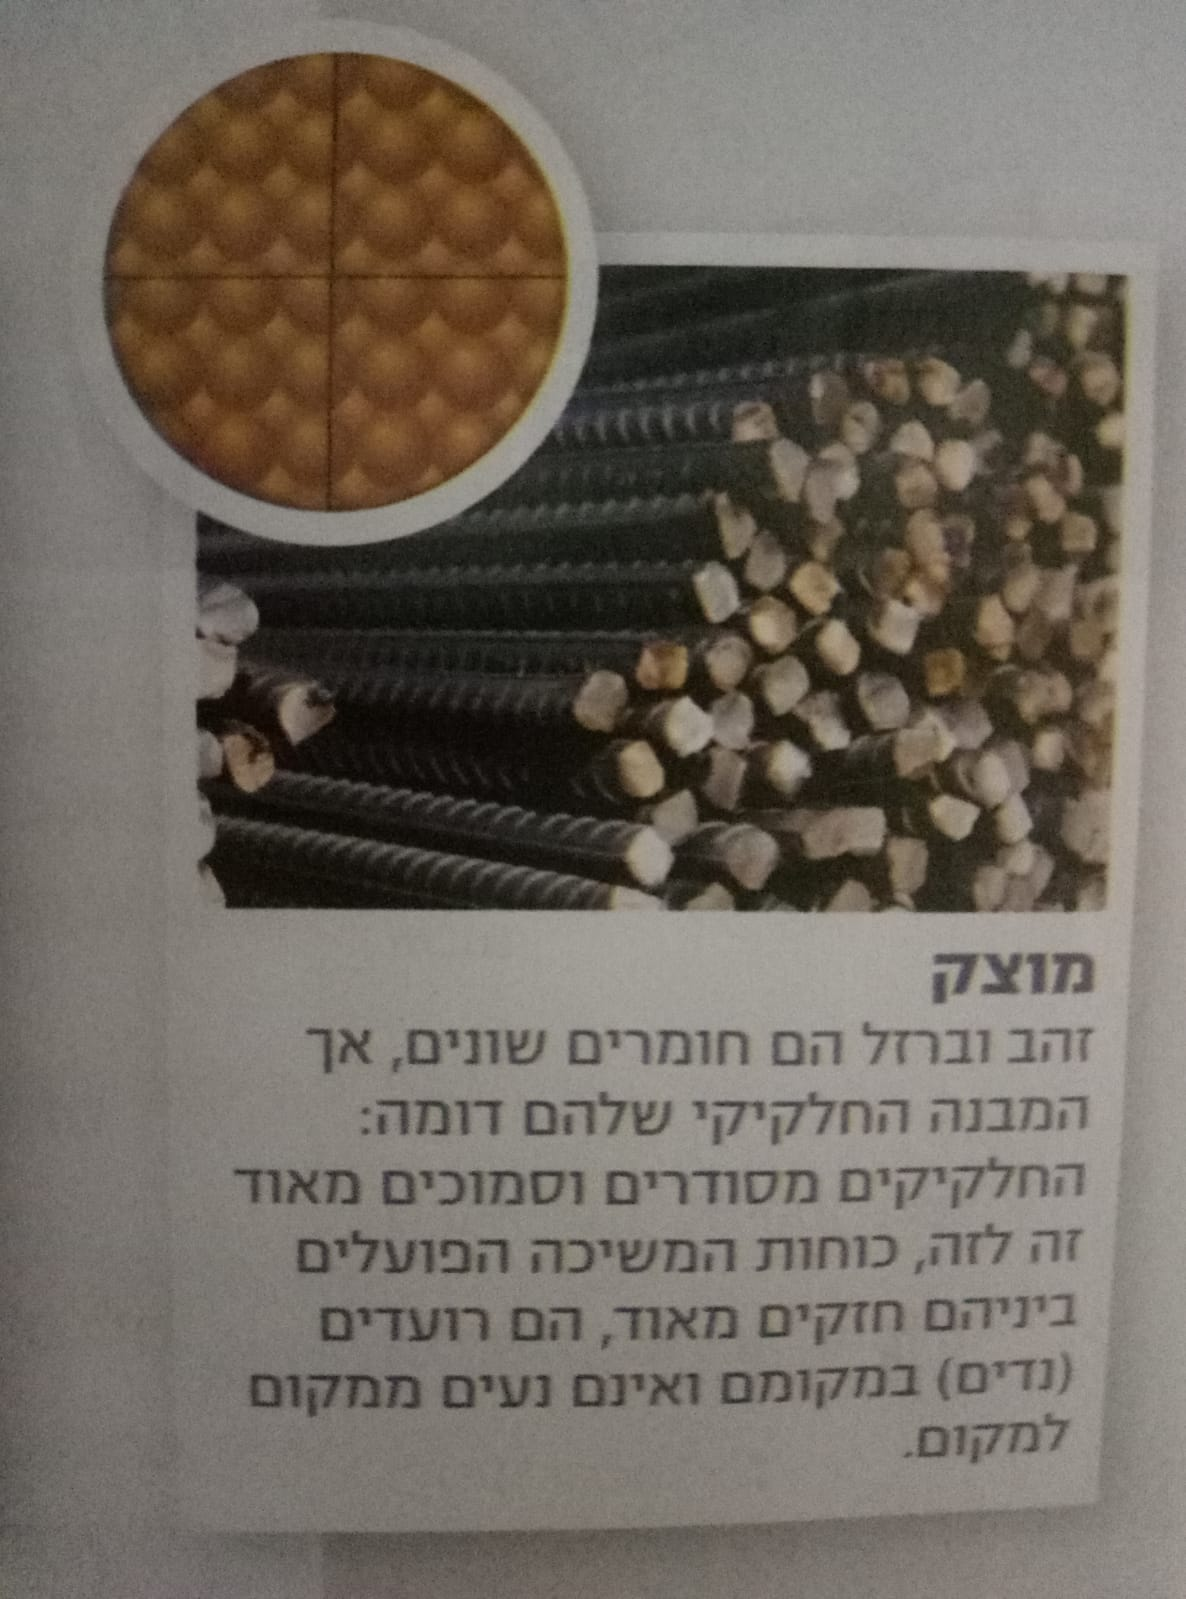 מוצק
זהב וברזל הם חומרים שונים, אך
המבנה החלקיקי שלהם דומה:
החלקיקים מסודרים וסמוכים מאוד
זה לזה, כוחות המשיכה הפועלים
ביניהם חזקים מאוד, הם רועדים
(נדים) במקומם ואינם נעים ממקום
למקום.